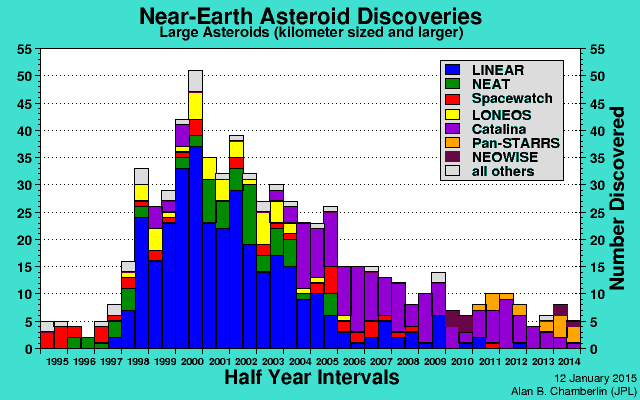 Near-Earth Asteroid Discoveries
Large Asteroids (kilometer sized and larger)
55 55
50 50
45 45
40 40
35 35
30 30
25 25
20 20
15 15
10 10
5 5
0 0
LINEAR
NEAT
Spacewatch
LONEOS
Catalina
Pan-STARRS
NEOWISE
all others
Number Discovered
1995 1996 1997 1998 1999 2000 2001 2002 2003 2004 2005 2006 2007 2008 2009 2010 2011 2012 2013 2014
Half Year Intervals
12 January 2015
Alan B. Chamberlin (JPL)